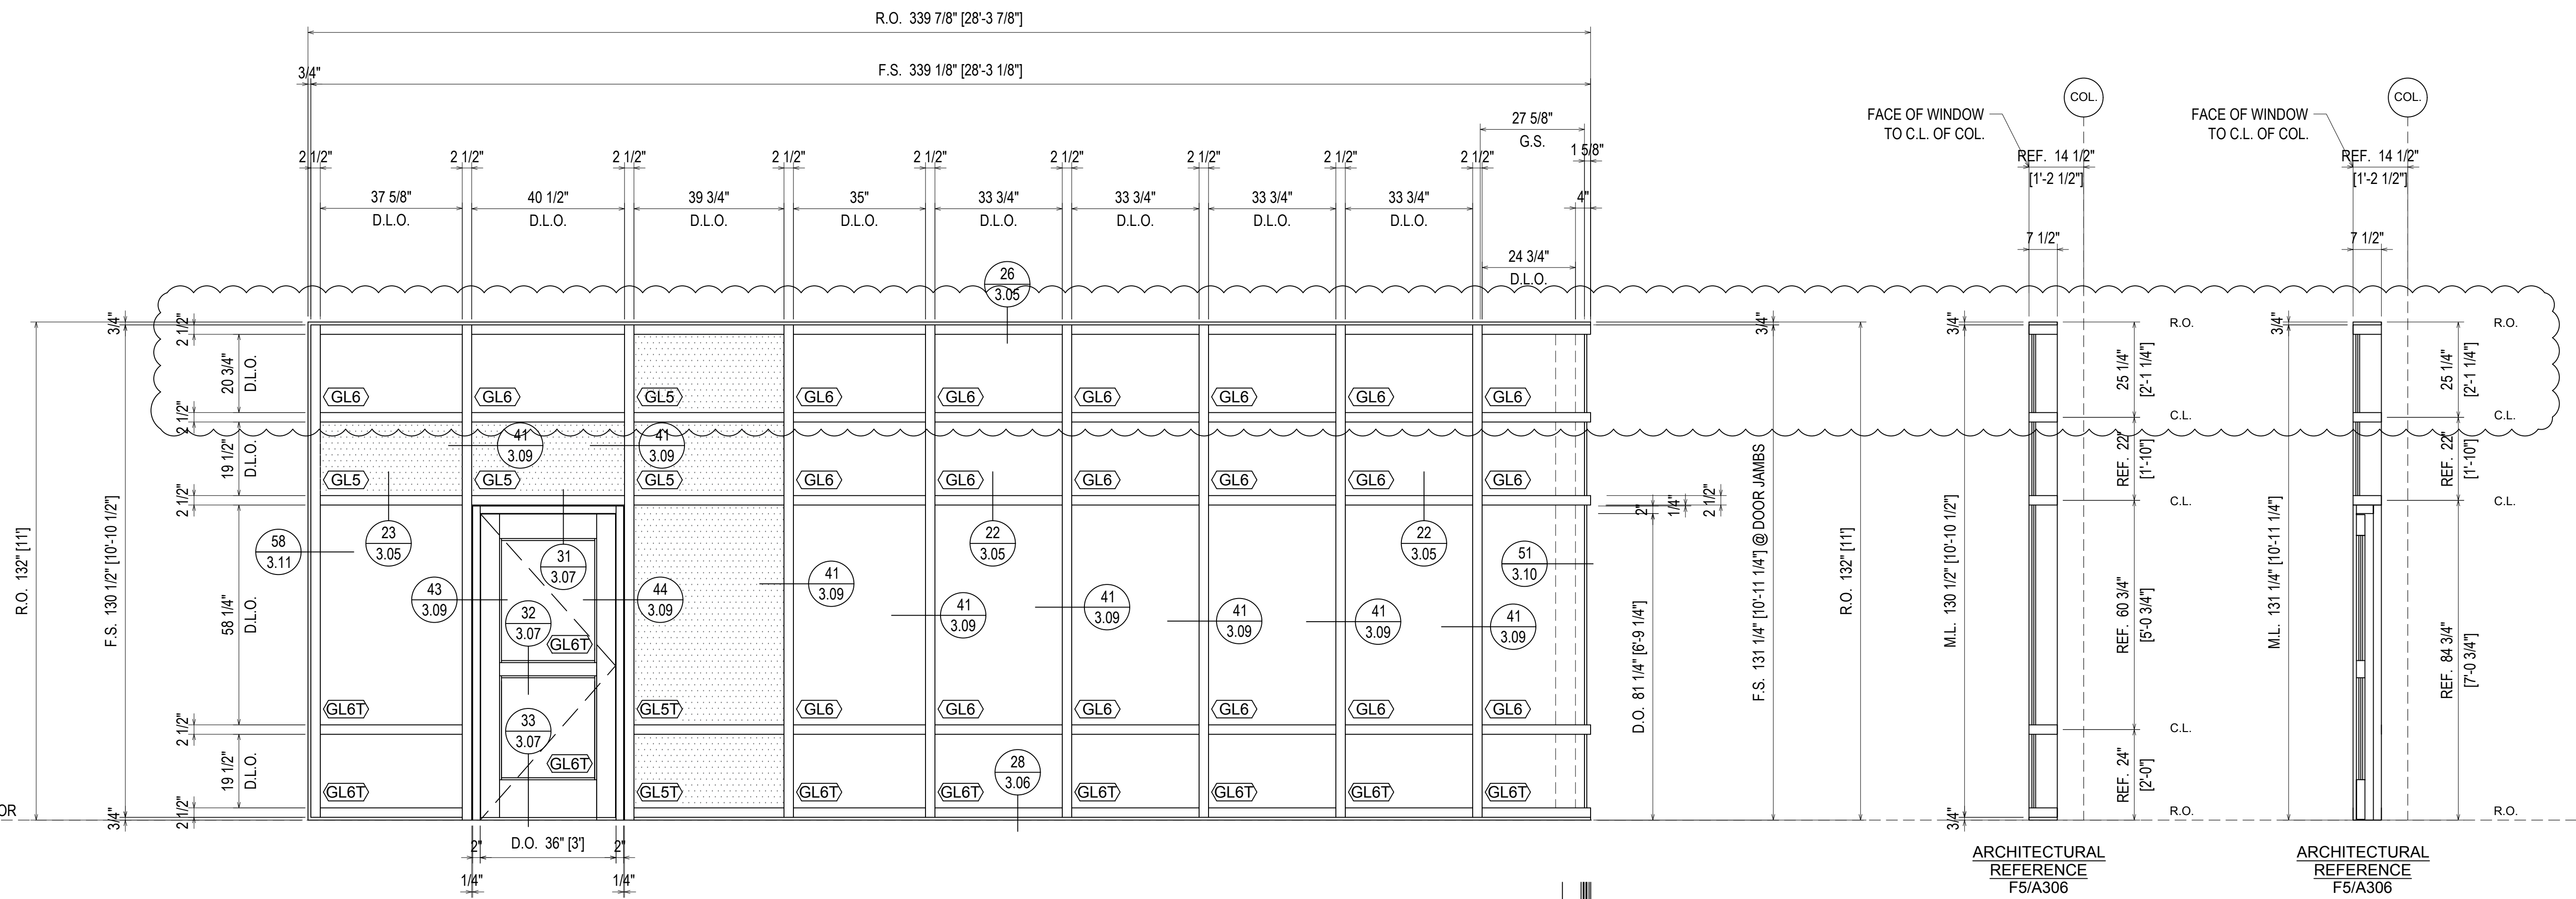 R.O. 339 7/8" [28'-3 7/8"]
F.S. 339 1/8" [28'-3 1/8"]
3/4"
27 5/8"
G.S.
2 1/2" 2 1/2" 2 1/2" 2 1/2" 2 1/2" 2 1/2" 2 1/2" 2 1/2" 2 1/2" 1 5/8"
37 5/8" 40 1/2" 39 3/4" 35" 33 3/4" 33 3/4" 33 3/4" 33 3/4" 4"
D.L.O. D.L.O. D.L.O. D.L.O. D.L.O. D.L.O. D.L.O. D.L.O.
24 3/4"
D.L.O.
26
3.05
R.O. 132" [11']
F.S. 130 1/2" [10'-10 1/2"]
3/4"
3/4"
2 1/2"
20 3/4"
D.L.O.
2 1/2"
19 1/2"
D.L.O.
2 1/2"
58 1/4"
D.L.O.
2 1/2"
19 1/2"
D.L.O.
2 1/2"
OR
GL6 GL6 GL5 GL6 GL6 GL6 GL6 GL6 GL6
41
3.09
41
3.09
GL5 GL5 GL5 GL6 GL6 GL6 GL6 GL6 GL6
58
3.11
23
3.05
31
3.07
22
3.05
22
3.05
51
3.10
43
3.09
32
3.07
44
3.09
41
3.09
41
3.09
41
3.09
41
3.09
41
3.09
41
3.09
GL6T
GL6T GL5T GL6 GL6 GL6 GL6 GL6 GL6
33
3.07
GL6T
28
3.06
GL6T GL5T GL6T GL6T GL6T GL6T GL6T GL6T
2" D.O. 36" [3'] 2"
1/4" 1/4"
2"
1/4"
2 1/2"
D.O. 81 1/4" [6'-9 1/4"]
3/4"
F.S. 131 1/4" [10'-11 1/4"] @ DOOR JAMBS
R.O. 132" [11']
COL.
FACE OF WINDOW
TO C.L. OF COL.
REF. 14 1/2"
[1'-2 1/2"]
7 1/2"
3/4"
M.L. 130 1/2" [10'-10 1/2"]
3/4"
R.O.
25 1/4"
[2'-1 1/4"]
C.L.
REF. 22"
[1'-10"]
C.L.
REF. 60 3/4"
[5'-0 3/4"]
C.L.
REF. 24"
[2'-0"]
R.O.
ARCHITECTURAL
REFERENCE
F5/A306
COL.
FACE OF WINDOW
TO C.L. OF COL.
REF. 14 1/2"
[1'-2 1/2"]
7 1/2"
3/4"
M.L. 131 1/4" [10'-11 1/4"]
R.O.
25 1/4"
[2'-1 1/4"]
C.L.
REF. 22"
[1'-10"]
C.L.
REF. 84 3/4"
[7'-0 3/4"]
R.O.
ARCHITECTURAL
REFERENCE
F5/A306